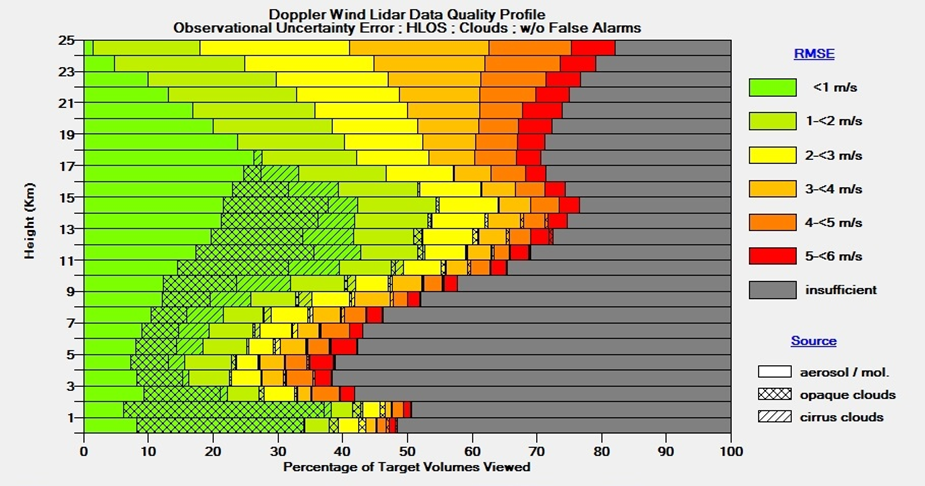 Doppler Wind Lidar Data Quality Profile
Observational Uncertainty Error ; HLOS ; Clouds ; w/o False Alarms
25
23
21
19
17
15
13
11
9
7
5
3
1
Height (Km)
0 10 20 30 40 50 60 70 80 90 100
Percentage of Target Volumes Viewed
RMSE
<1 m/s
1-<2 m/s
2-<3 m/s
3-<4 m/s
4-<5 m/s
5-<6 m/s
insufficient
Source
aerosol / mol.
opaque clouds
cirrus clouds